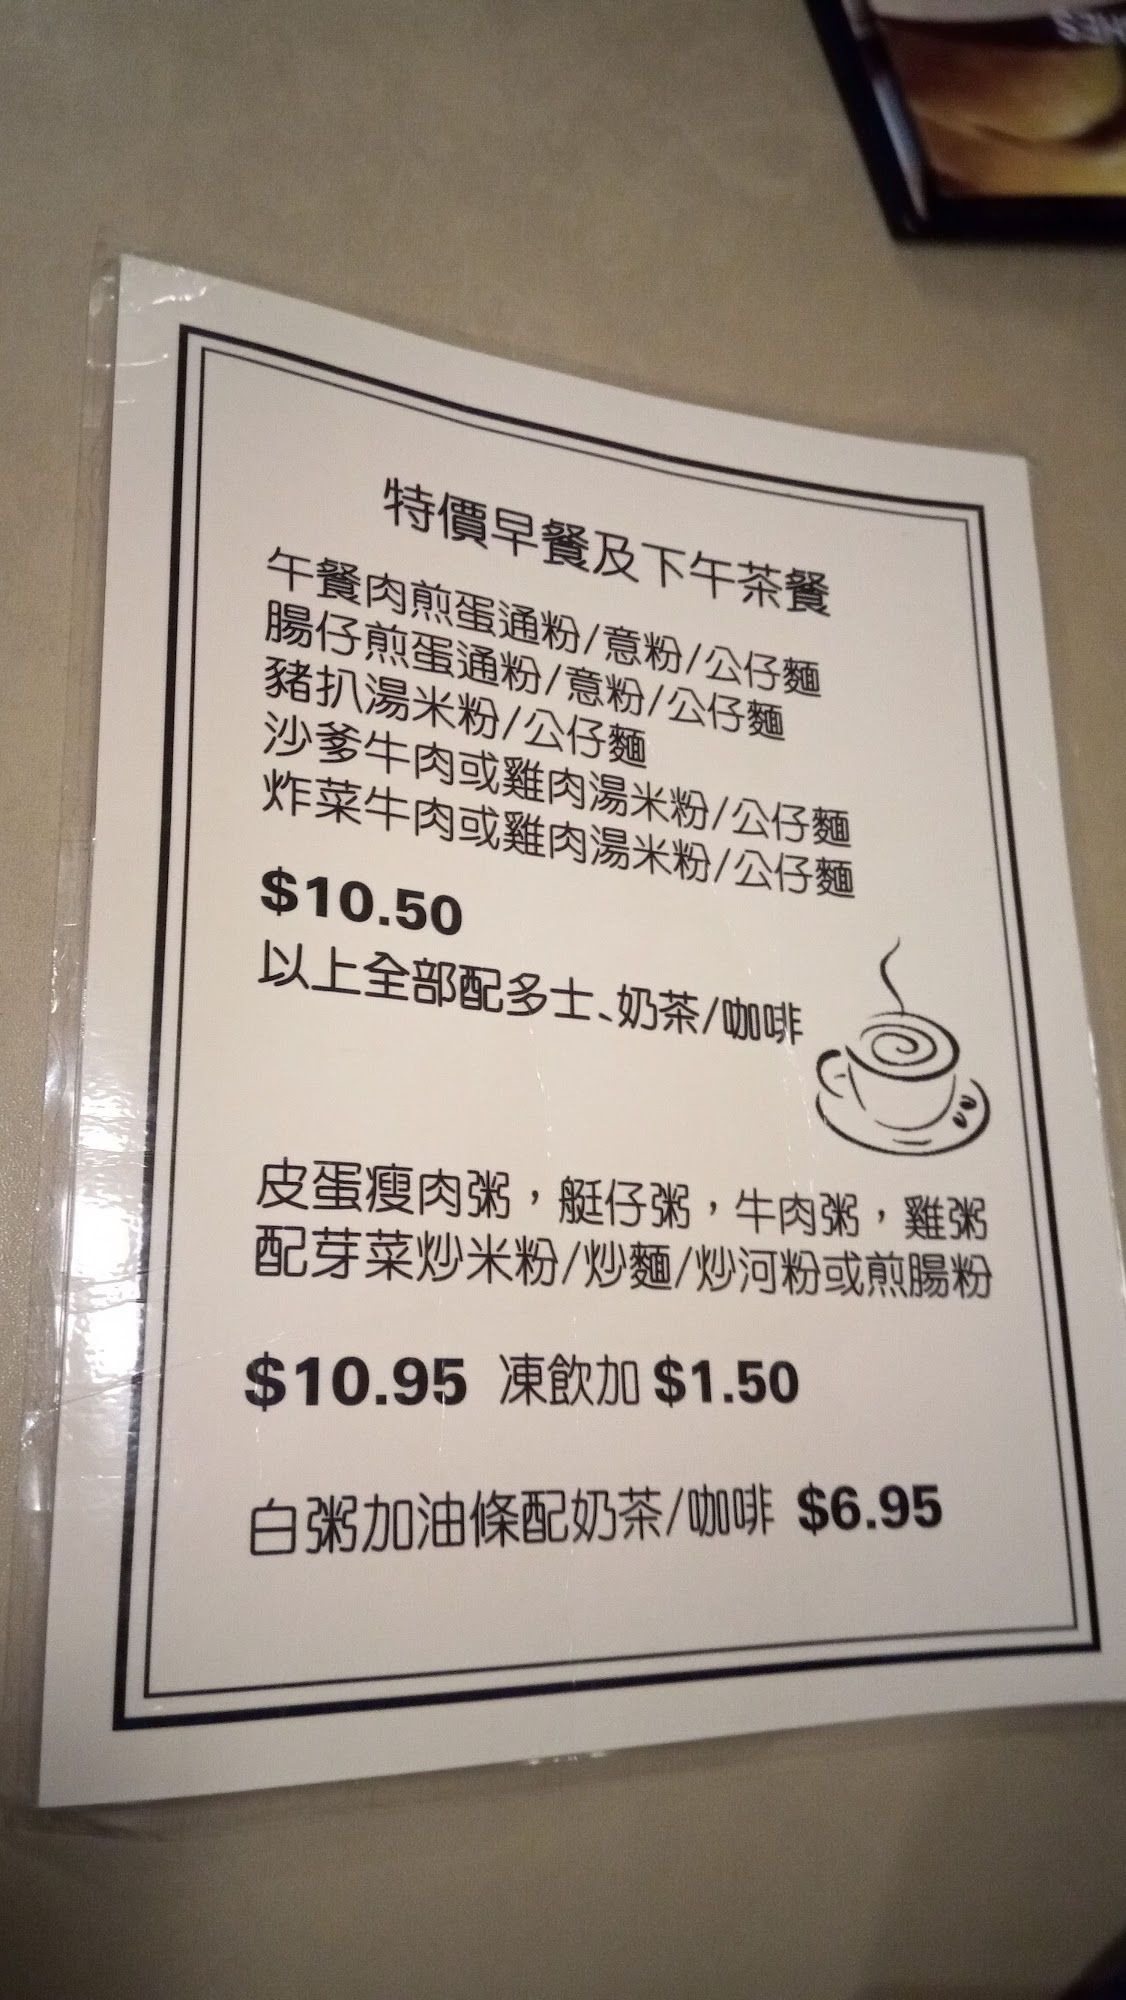 特價早餐及下午茶餐
午餐肉煎蛋通粉/意粉/公仔麵
腸仔煎蛋通粉/意粉/公仔麵
豬扒湯米粉/公仔麵
沙爹牛肉或雞肉湯米粉/公仔麵
炸菜牛肉或雞肉湯米粉/公仔麵
$10.50
以上全部配多士、奶茶/咖啡
皮蛋瘦肉粥，艇仔粥，牛肉粥，雞粥
配芽菜炒米粉/炒麵/炒河粉或煎腸粉
$10.95 凍飲加 $1.50
白粥加油條配奶茶/咖啡 $6.95